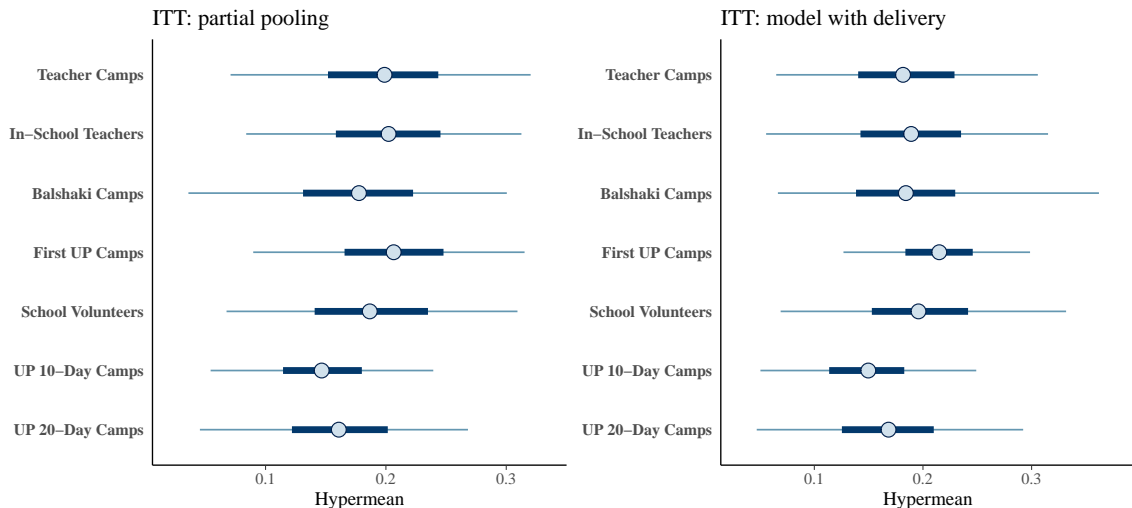 ITT: partial pooling
Teacher Camps
In−School Teachers
Balshaki Camps
First UP Camps
School Volunteers
UP 10−Day Camps
UP 20−Day Camps
0.1 0.2 0.3
Hypermean
ITT: model with delivery
Teacher Camps
In−School Teachers
Balshaki Camps
First UP Camps
School Volunteers
UP 10−Day Camps
UP 20−Day Camps
0.1 0.2 0.3
Hypermean